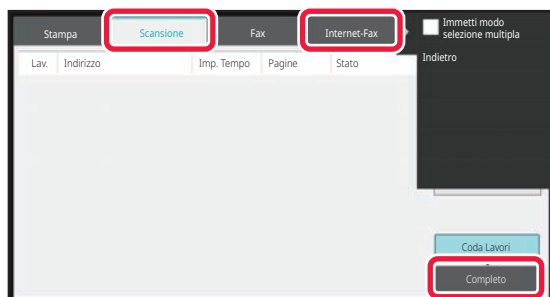 Stampa Scansione Fax Internet-Fax
Immetti modo
selezione multipla
Lav. Indirizzo Imp. Tempo Pagine Stato
Indietro
Coda Lavori
Completo